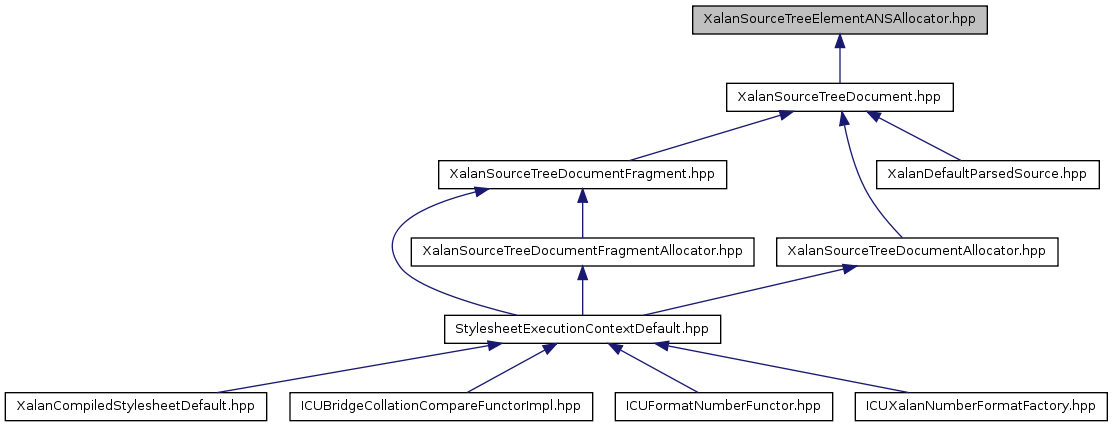 XalanSourceTreeElementANSAllocator.hpp
XalanSourceTreeDocument.hpp
XalanSourceTreeDocumentFragment.hpp
XalanDefaultParsedSource.hpp
XalanSourceTreeDocumentFragmentAllocator.hpp
XalanSourceTreeDocumentAllocator.hpp
StylesheetExecutionContextDefault.hpp
XalanCompiledStylesheetDefault.hpp
ICUBridgeCollationCompareFunctorImpl.hpp
ICUFormatNumberFunctor.hpp
ICUXalanNumberFormatFactory.hpp